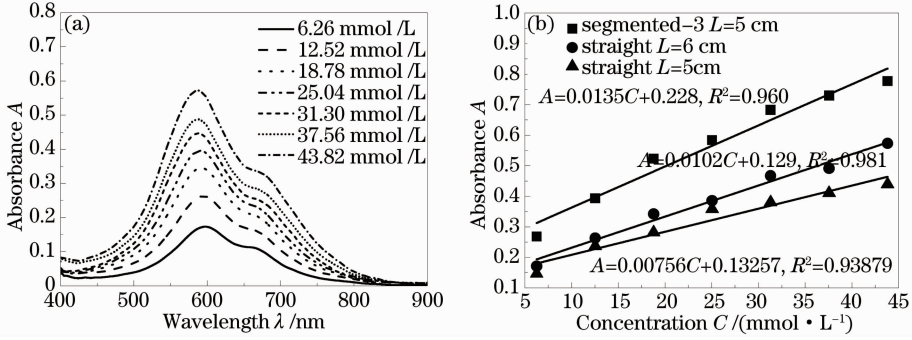 (a)
6.26 mmol /L
12.52 mmol /L
18.78 mmol /L
25.04 mmol /L
31.30 mmol /L
37.56 mmol /L
43.82 mmol /L
0.8
0.7
0.6
0.5
0.4
0.3
0.2
0.1
0
Absorbance A
400 500 600 700 800 900
Wavelength λ /nm
(b)
segmented-3 L=5 cm
straight L=6 cm
straight L=5cm
A=0.0135C+0.228, R²=0.960
A=0.0102C+0.129, R²=0.981
A=0.00756C+0.13257, R²=0.93879
1.0
0.9
0.8
0.7
0.6
0.5
0.4
0.3
0.2
0.1
Absorbance A
5 10 15 20 25 30 35 40 45
Concentration C /(mmol · L⁻¹)